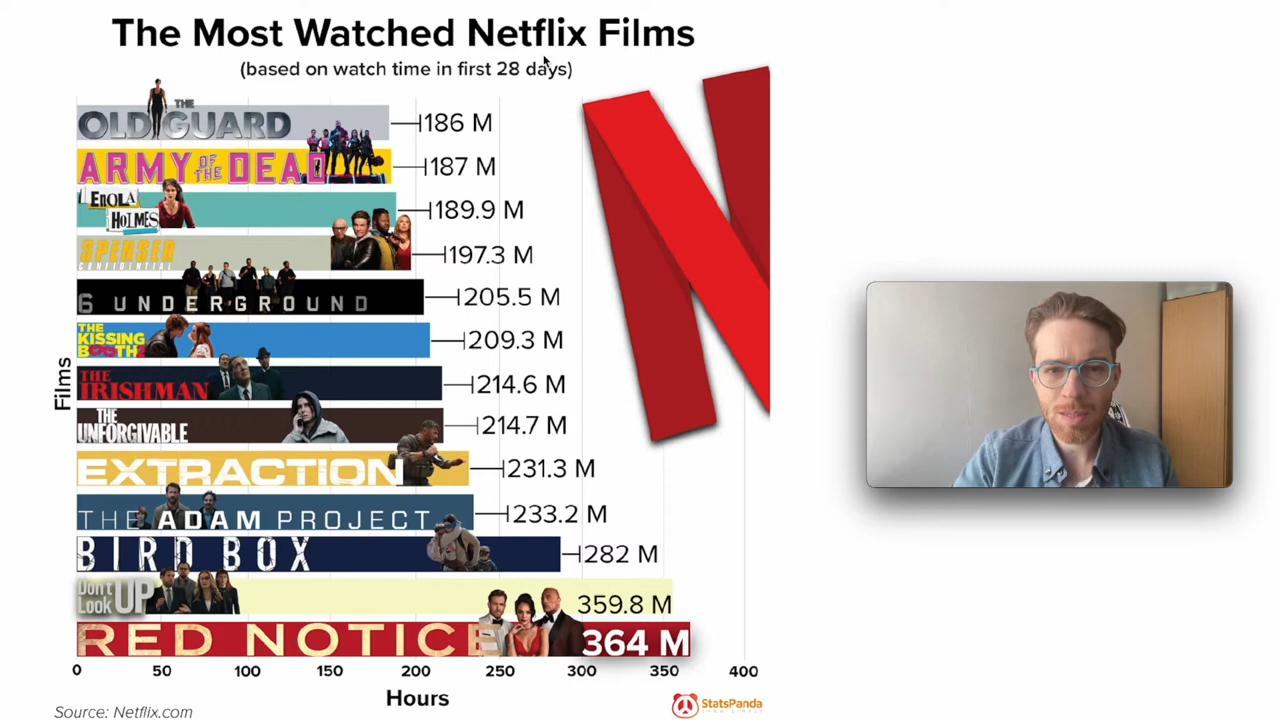 The Most Watched Netflix Films
(based on watch time in first 28 days)
THE
OLD GUARD
186 M
ARMY OF THE DEAD
187 M
ENOLA
HOLMES
189.9 M
SPENSER
CONFIDENTIAL
197.3 M
6 UNDERGROUND
205.5 M
THE
KISSING
BOOTH 2
209.3 M
THE
IRISHMAN
214.6 M
THE
UNFORGIVABLE
214.7 M
EXTRACTION
231.3 M
THE ADAM PROJECT
233.2 M
BIRD BOX
282 M
Don't
Look UP
359.8 M
RED NOTICE
364 M
Films
0 50 100 150 200 250 300 350 400
Hours
Source: Netflix.com
StatsPanda